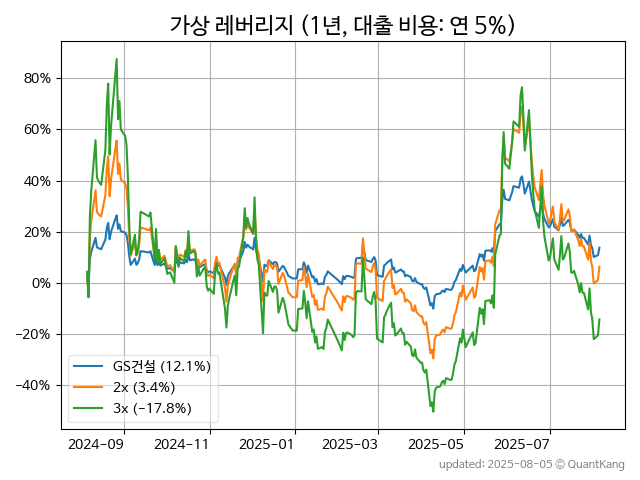 가상 레버리지 (1년, 대출 비용: 연 5%)
80%
60%
40%
20%
0%
−20%
−40%
GS건설 (12.1%)
2x (3.4%)
3x (−17.8%)
2024-09 2024-11 2025-01 2025-03 2025-05 2025-07
updated: 2025-08-05 © QuantKang